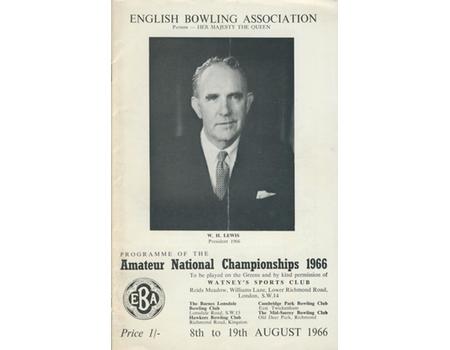 ENGLISH BOWLING ASSOCIATION
Patron — HER MAJESTY THE QUEEN
W. H. LEWIS
President 1966
PROGRAMME OF THE
Amateur National Championships 1966
To be played on the Greens and by kind permission of
WATNEY'S SPORTS CLUB
Reids Meadow, Williams Lane, Lower Richmond Road,
London, S.W.14
The Barnes Lonsdale
Bowling Club
Lonsdale Road, S.W.13
Hawkers Bowling Club
Richmond Road, Kingston
Cambridge Park Bowling Club
East Twickenham
The Mid-Surrey Bowling Club
Old Deer Park, Richmond
EBA
Price 1/-
8th to 19th AUGUST 1966